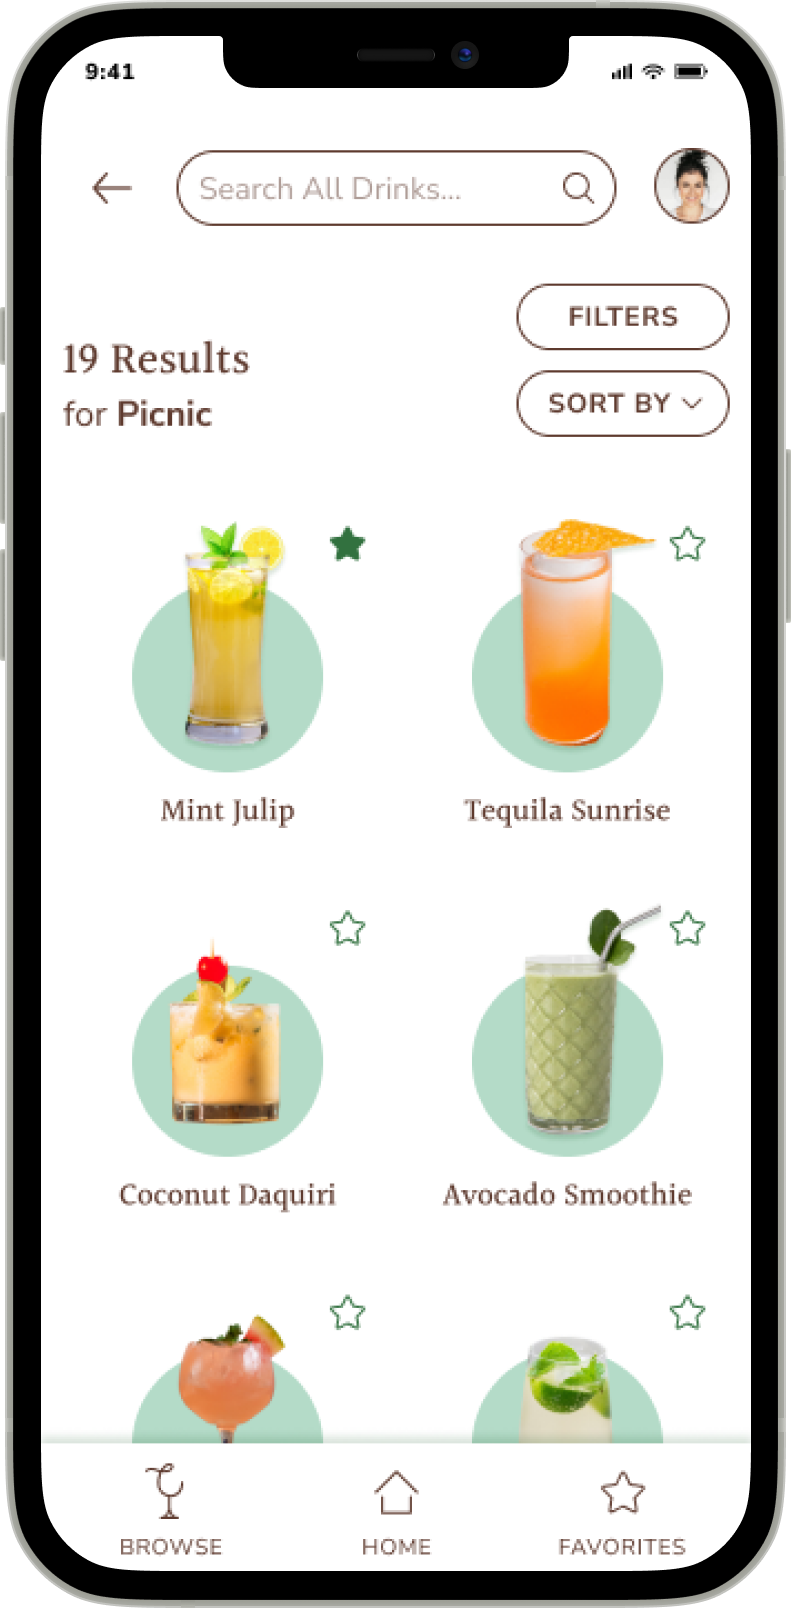 9:41
Search All Drinks...
FILTERS
19 Results
SORT BY
for Picnic
Mint Julip
Tequila Sunrise
Coconut Daquiri
Avocado Smoothie
BROWSE
HOME
FAVORITES